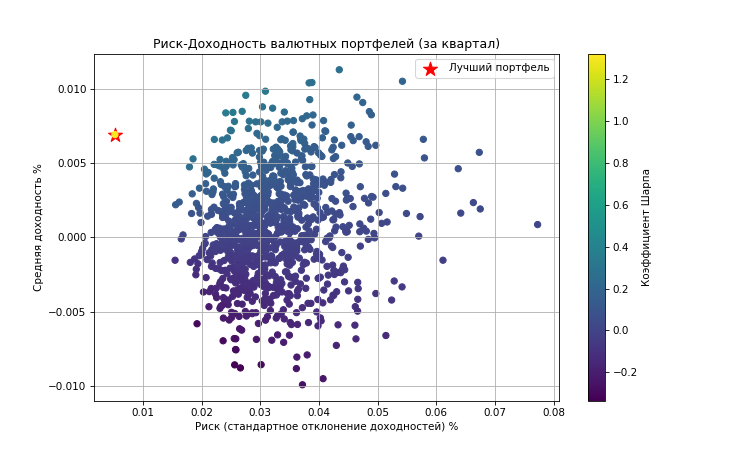 Риск-Доходность валютных портфелей (за квартал)
Лучший портфель
0.010
0.005
0.000
−0.005
−0.010
Средняя доходность %
0.01 0.02 0.03 0.04 0.05 0.06 0.07 0.08
Риск (стандартное отклонение доходностей) %
1.2
1.0
0.8
0.6
0.4
0.2
0.0
−0.2
Коэффициент Шарпа